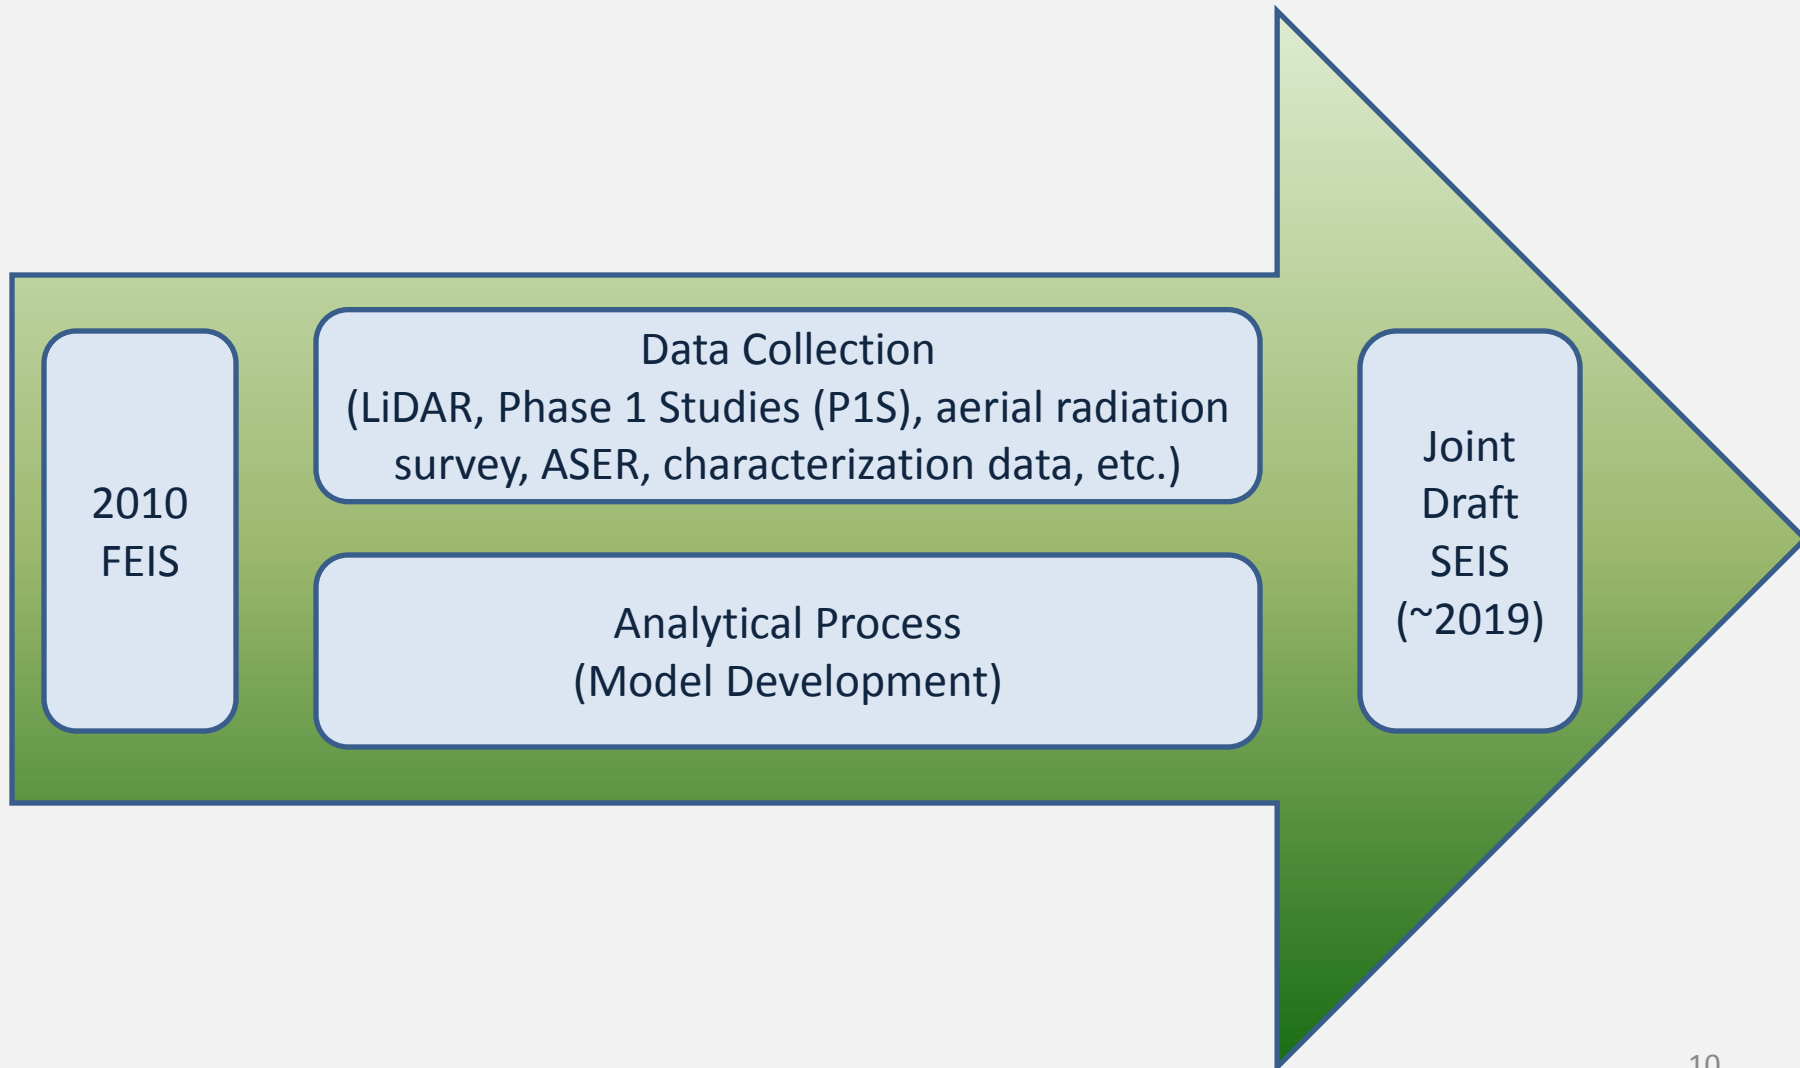 2010
FEIS
Data Collection
(LiDAR, Phase 1 Studies (P1S), aerial radiation
survey, ASER, characterization data, etc.)
Analytical Process
(Model Development)
Joint
Draft
SEIS
(~2019)
10